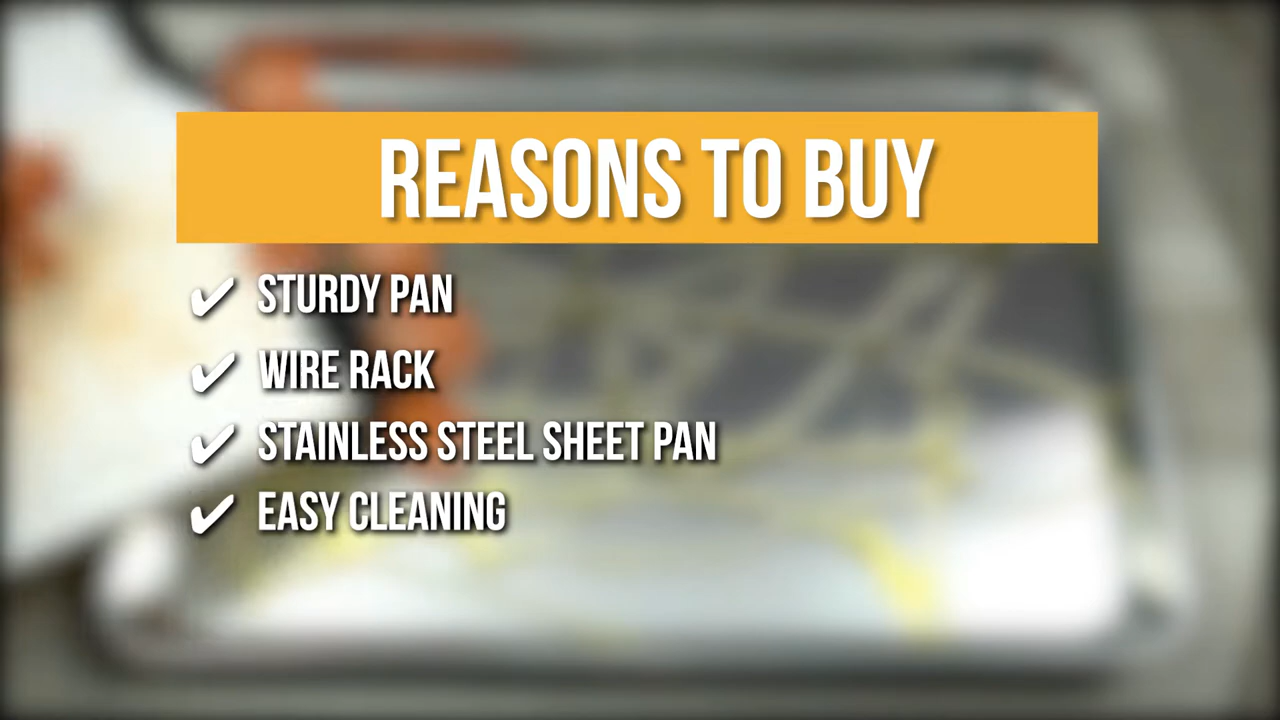 REASONS TO BUY
✔ STURDY PAN
✔ WIRE RACK
✔ STAINLESS STEEL SHEET PAN
✔ EASY CLEANING